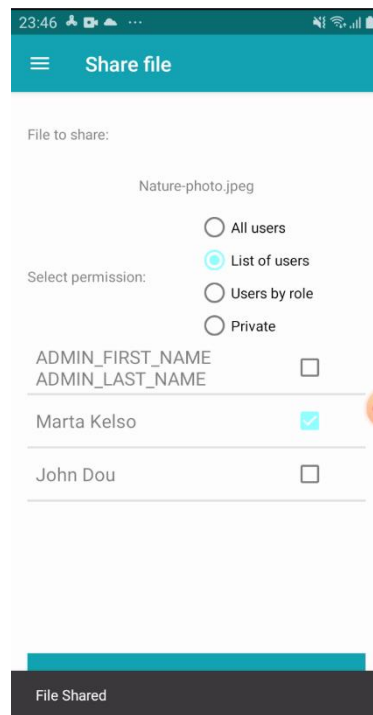 23:46
Share file
File to share:
Nature-photo.jpeg
Select permission:
All users
List of users
Users by role
Private
ADMIN_FIRST_NAME
ADMIN_LAST_NAME
Marta Kelso
John Dou
File Shared